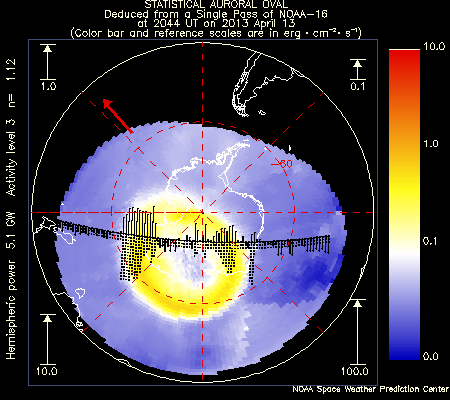 STATISTICAL AURORAL OVAL
Deduced from a Single Pass of NOAA-16
at 2044 UT on 2013 April 13
(Color bar and reference scales are in erg · cm⁻² · s⁻¹)
Hemispheric power 5.1 GW Activity level 3 n= 1.12
1.0
0.1
10.0
1.0
-60
0.1
0.0
10.0
100.0
NOAA Space Weather Prediction Center